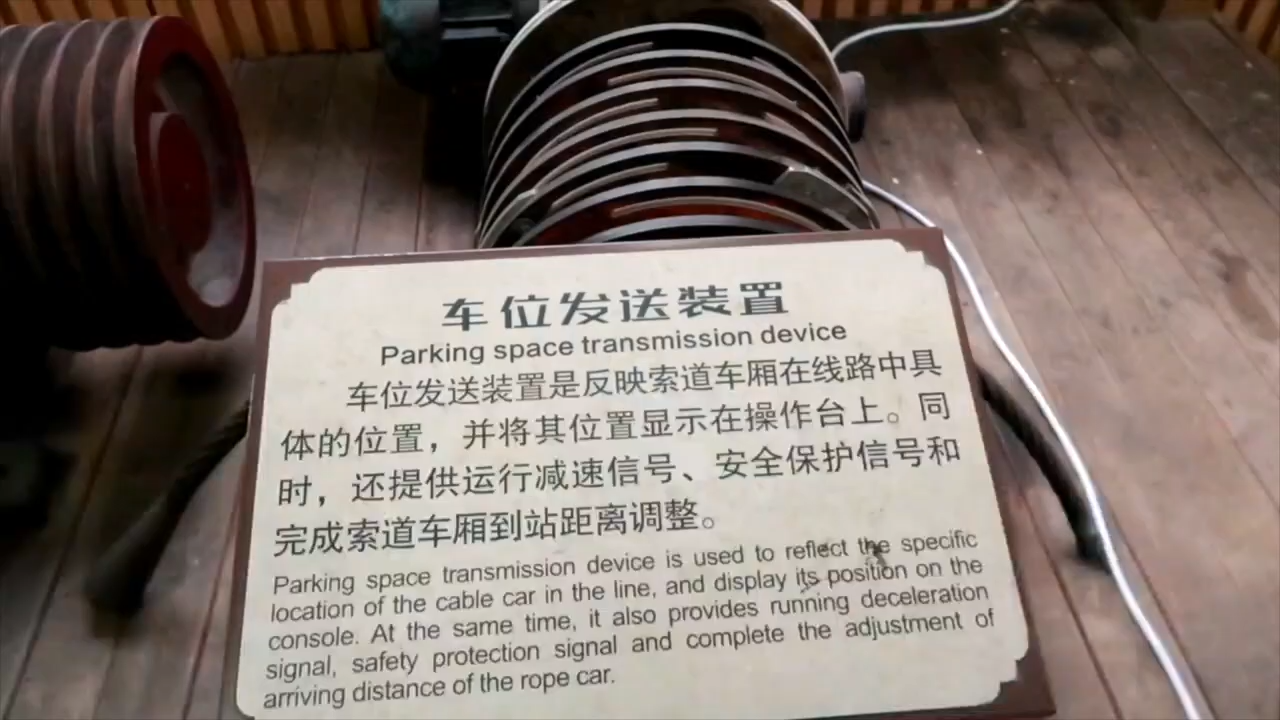 车位发送装置
Parking space transmission device
车位发送装置是反映索道车厢在线路中具
体的位置，并将其位置显示在操作台上。同
时，还提供运行减速信号、安全保护信号和
完成索道车厢到站距离调整。
Parking space transmission device is used to reflect the specific
location of the cable car in the line, and display its position on the
console. At the same time, it also provides running deceleration
signal, safety protection signal and complete the adjustment of
arriving distance of the rope car.